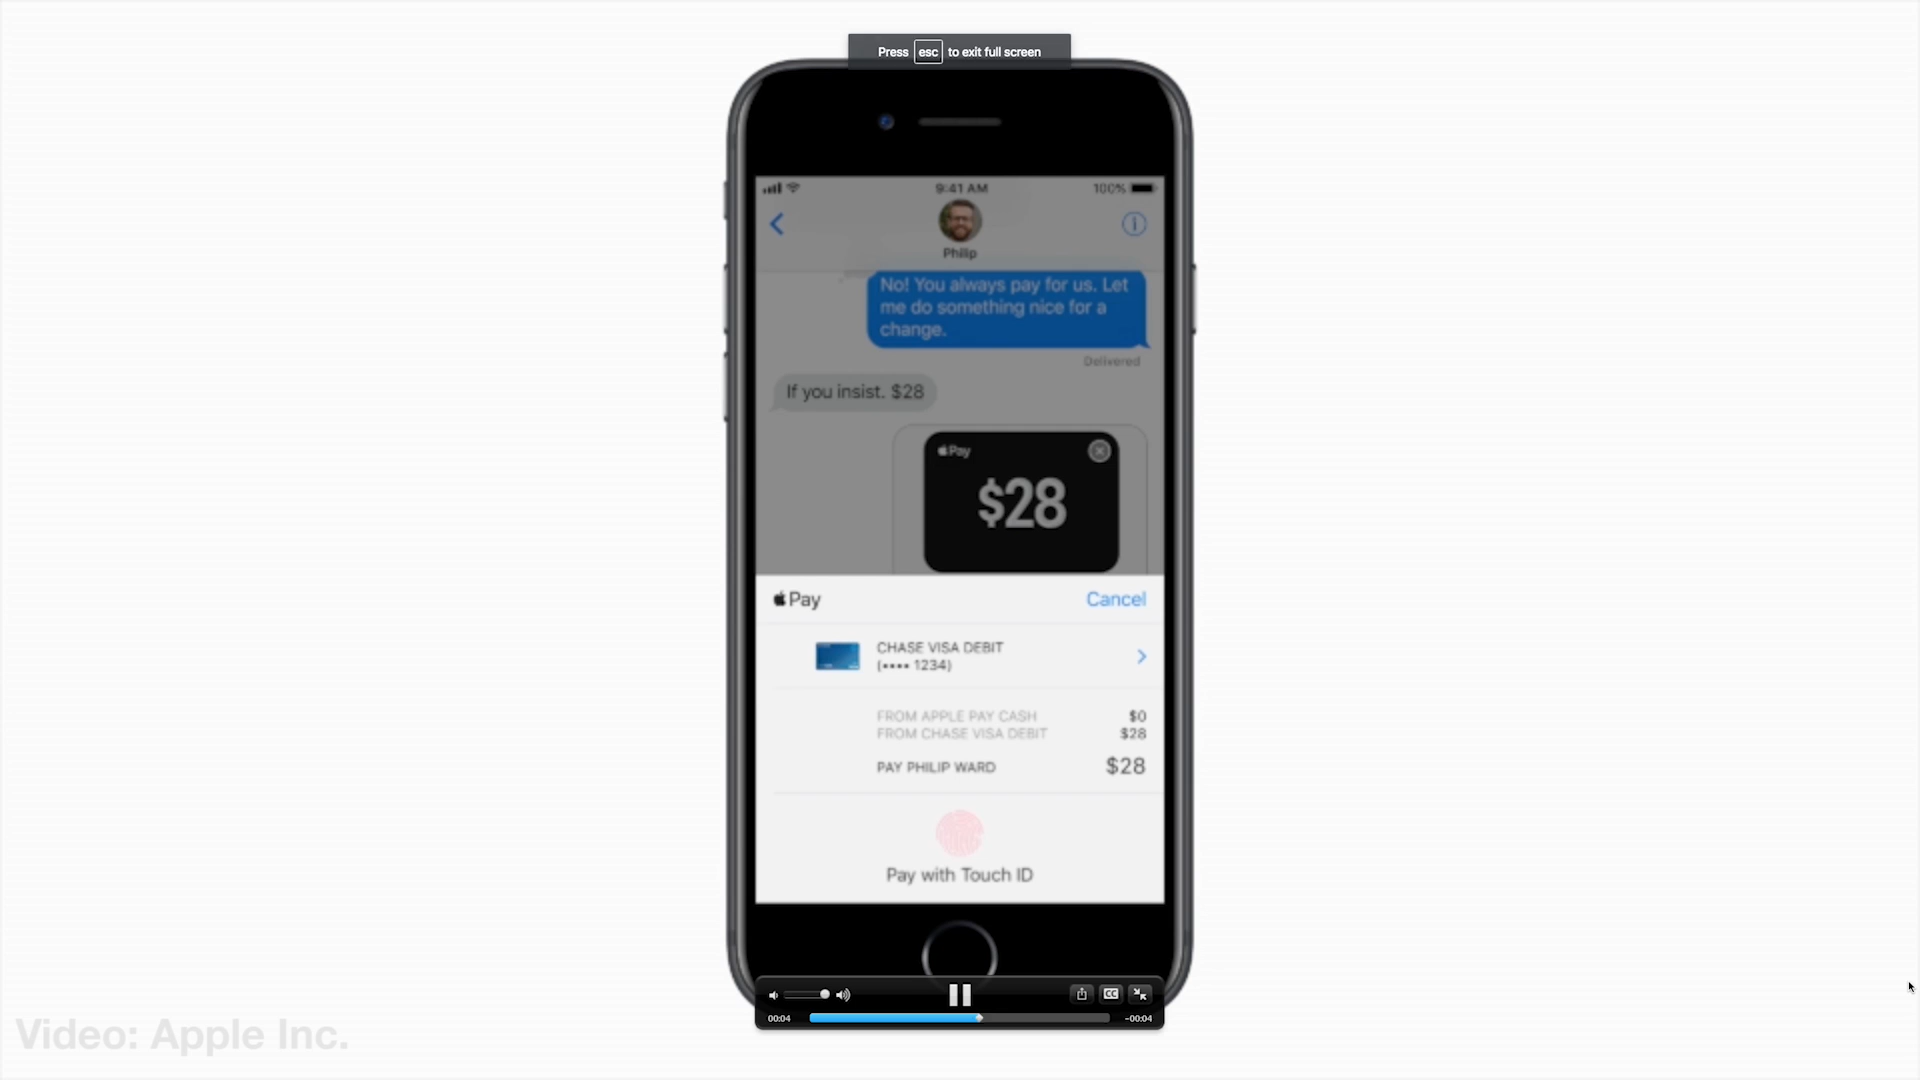 Press esc to exit full screen
9:41 AM
100%
Philip
No! You always pay for us. Let
me do something nice for a
change.
Delivered
If you insist. $28
Pay
$28
Pay
Cancel
CHASE VISA DEBIT
(•••• 1234)
FROM APPLE PAY CASH $0
FROM CHASE VISA DEBIT $28
PAY PHILIP WARD $28
Pay with Touch ID
CC
00:04
-00:04
Video: Apple Inc.